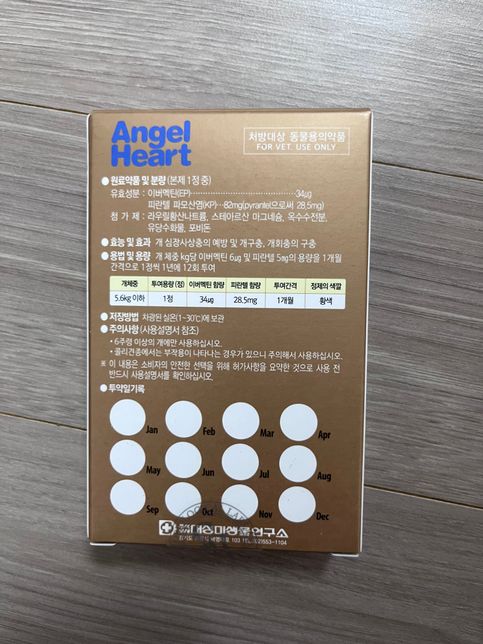 Angel
Heart
처방대상 동물용의약품
FOR VET. USE ONLY
● 원료약품 및 분량 (본제 1정 중)
유효성분 : 이버멕틴(EP)····34㎍
피란텔 파모산염(KP)···82mg(pyrantel으로써 28.5mg)
첨 가 제 : 라우릴황산나트륨, 스테아르산 마그네슘, 옥수수전분,
유당수화물, 포비돈
● 효능 및 효과 개 심장사상충의 예방 및 개구충, 개회충의 구충
● 용법 및 용량 개 체중 kg당 이버멕틴 6㎍ 및 피란텔 5㎎의 용량을 1개월
간격으로 1정씩 1년에 12회 투여
개체중 투여용량 (정) 이버멕틴 함량 피란텔 함량 투여간격 정제의 색깔
5.6kg 이하 1정 34㎍ 28.5mg 1개월 황색
● 저장방법 차광된 실온(1~30℃)에 보관
● 주의사항 (사용설명서 참조)
• 6주령 이상의 개에만 사용하십시오.
• 콜리견종에서는 부작용이 나타나는 경우가 있으니 주의해서 사용하십시오.
※ 이 내용은 소비자의 안전한 선택을 위해 허가사항을 요약한 것으로 사용 전
반드시 사용설명서를 확인하십시오.
● 투약일기록
Jan Feb Mar Apr
May Jun Jul Aug
Sep Oct Nov Dec
대성미생물연구소
경기도 103